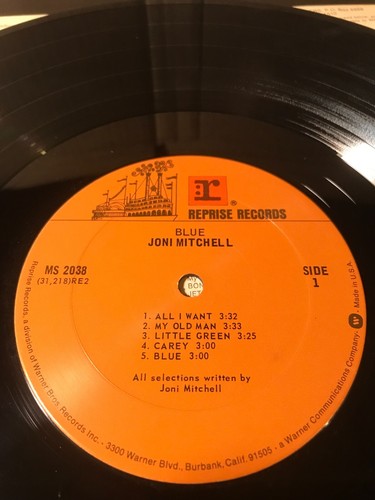 REPRISE RECORDS
BLUE
JONI MITCHELL
MS 2038
(31,218)RE2
SIDE
1
1. ALL I WANT 3:32
2. MY OLD MAN 3:33
3. LITTLE GREEN 3:25
4. CAREY 3:00
5. BLUE 3:00
All selections written by
Joni Mitchell
Reprise Records, a division of Warner Bros Records Inc. - 3300 Warner Blvd., Burbank, Calif. 91505 - a Warner Communications Company - Made in U.S.A.